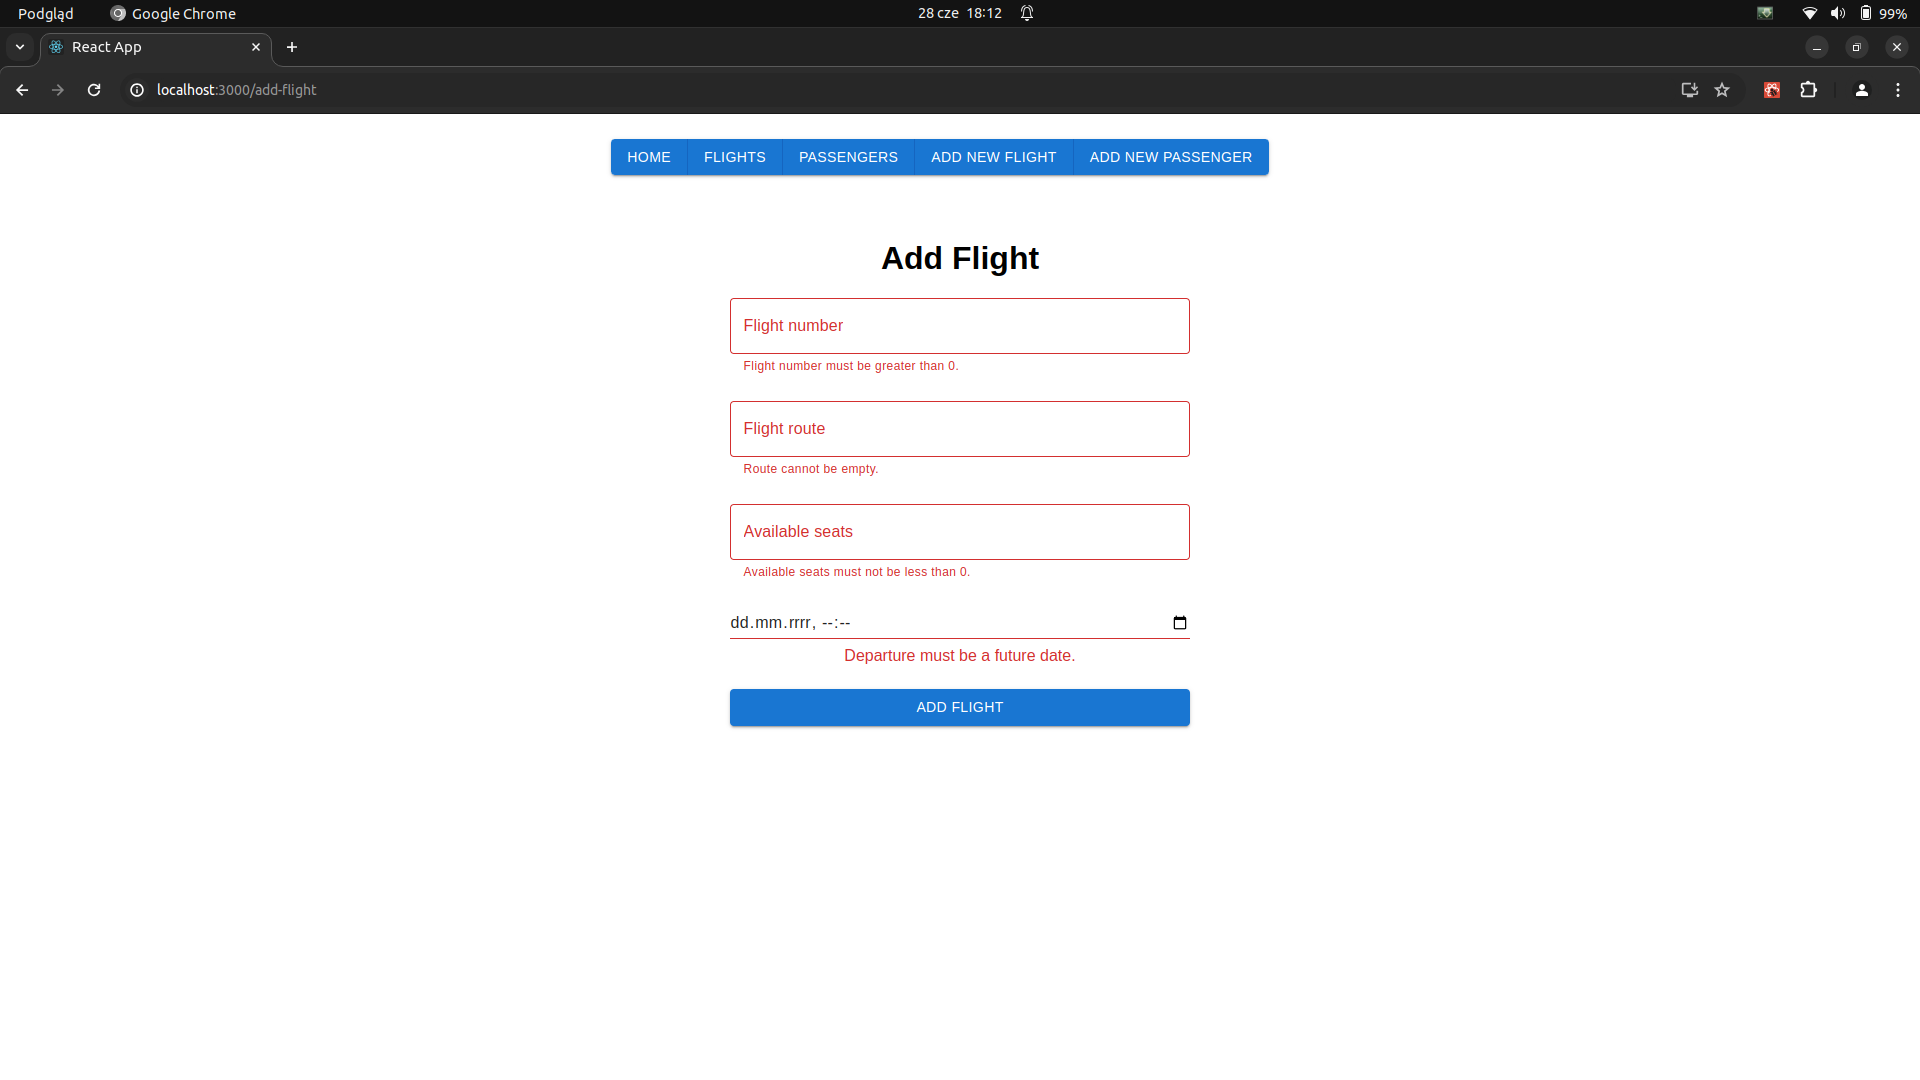 Podgląd Google Chrome 28 cze 18:12 99%
React App
localhost:3000/add-flight
HOME FLIGHTS PASSENGERS ADD NEW FLIGHT ADD NEW PASSENGER
Add Flight
Flight number
Flight number must be greater than 0.
Flight route
Route cannot be empty.
Available seats
Available seats must not be less than 0.
dd.mm.rrrr, --:--
Departure must be a future date.
ADD FLIGHT